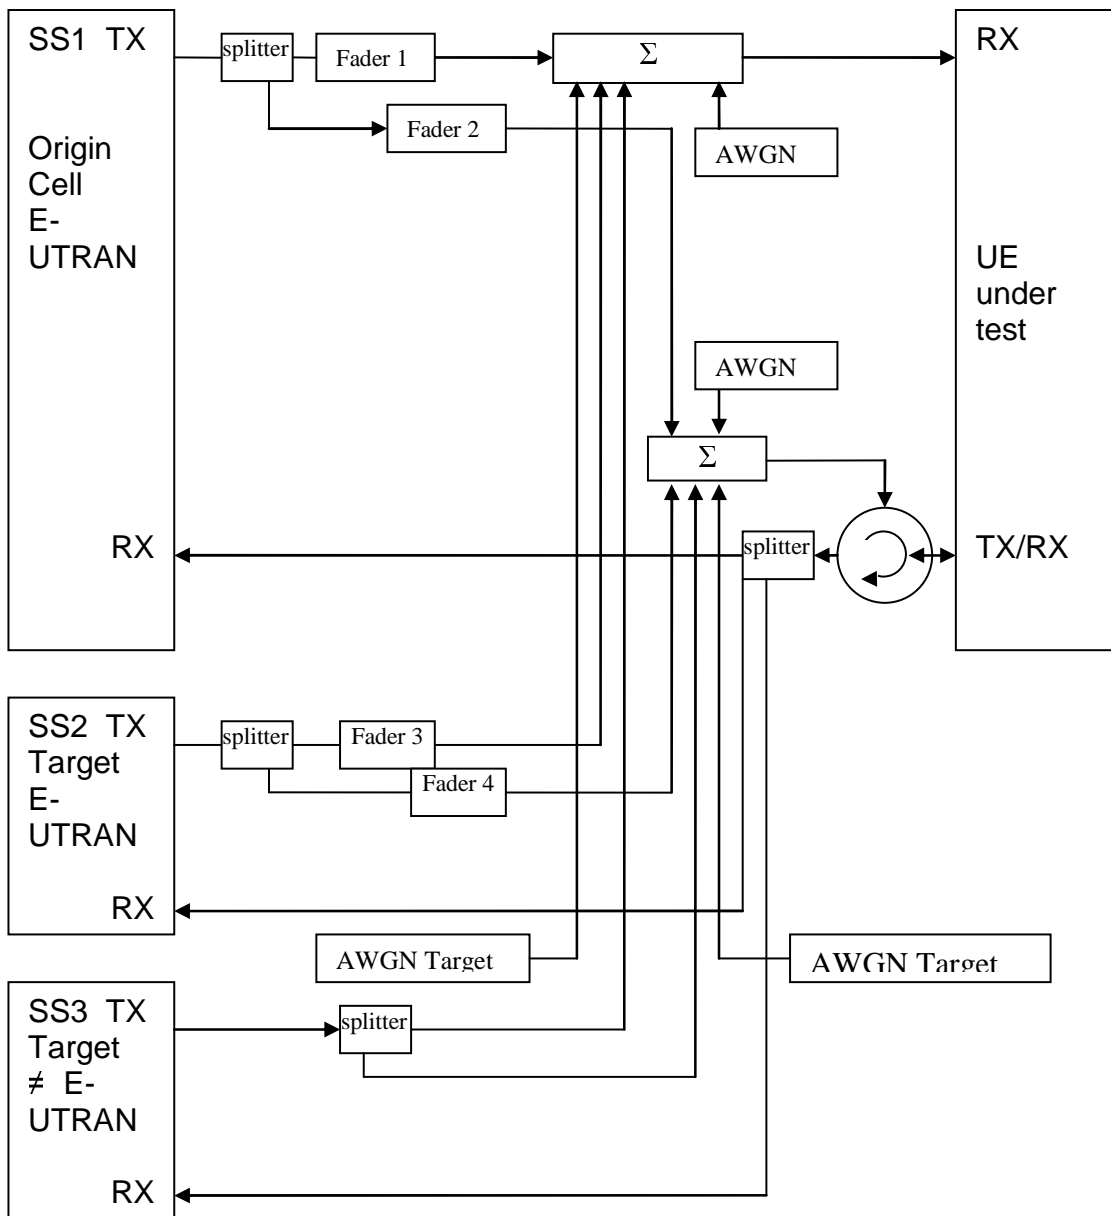 SS1 TX
Origin
Cell
E-
UTRAN
RX
splitter
Fader 1
Fader 2
Σ
AWGN
RX
UE
under
test
TX/RX
AWGN
Σ
splitter
SS2 TX
Target
E-
UTRAN
RX
splitter
Fader 3
Fader 4
AWGN Target
AWGN Target
SS3 TX
Target
≠ E-
UTRAN
RX
splitter